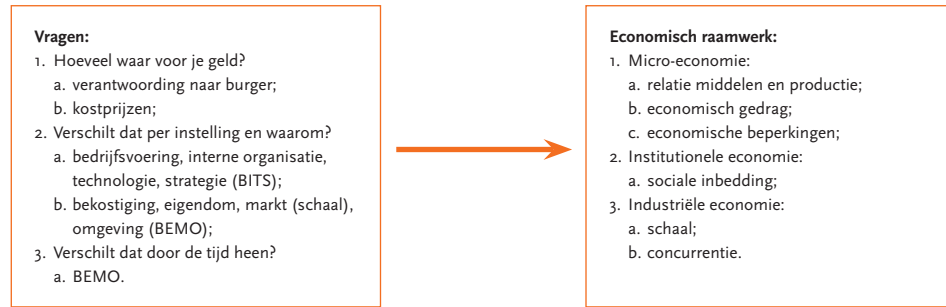 Vragen:
1. Hoeveel waar voor je geld?
a. verantwoording naar burger;
b. kostprijzen;
2. Verschilt dat per instelling en waarom?
a. bedrijfsvoering, interne organisatie,
technologie, strategie (BITS);
b. bekostiging, eigendom, markt (schaal),
omgeving (BEMO);
3. Verschilt dat door de tijd heen?
a. BEMO.
Economisch raamwerk:
1. Micro-economie:
a. relatie middelen en productie;
b. economisch gedrag;
c. economische beperkingen;
2. Institutionele economie:
a. sociale inbedding;
3. Industriële economie:
a. schaal;
b. concurrentie.